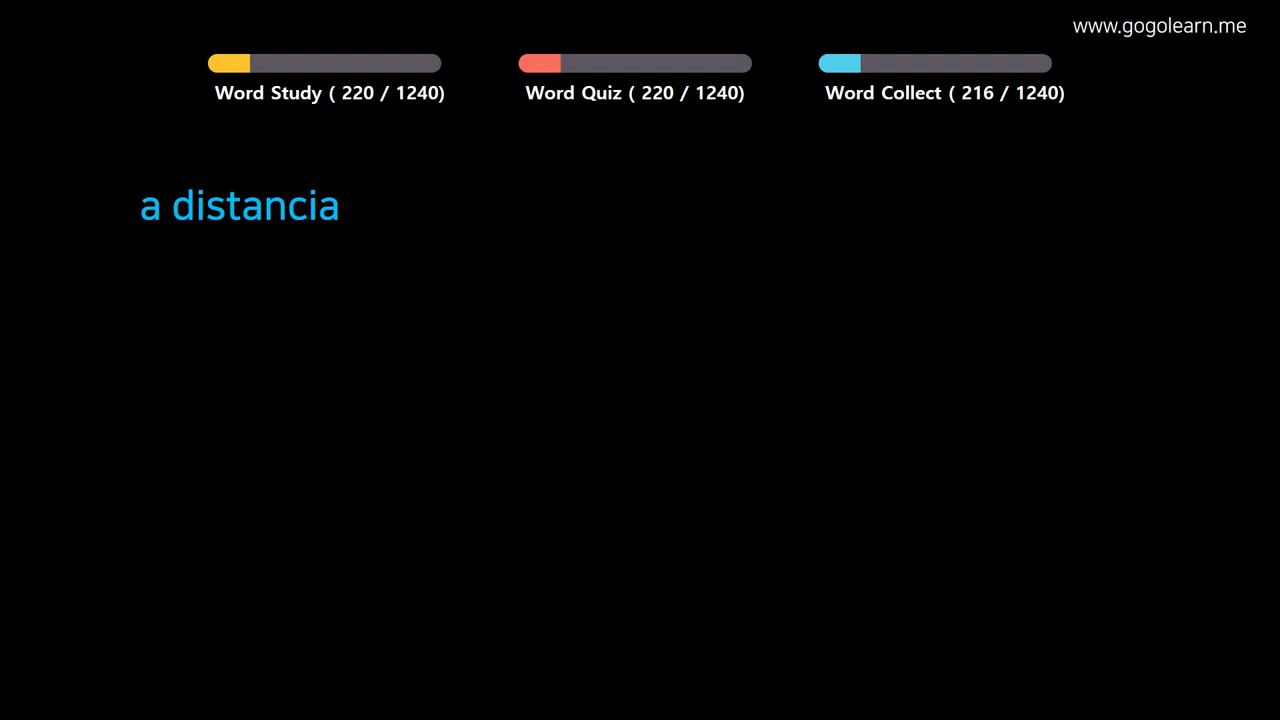 www.gogolearn.me
Word Study ( 220 / 1240)
Word Quiz ( 220 / 1240)
Word Collect ( 216 / 1240)
a distancia